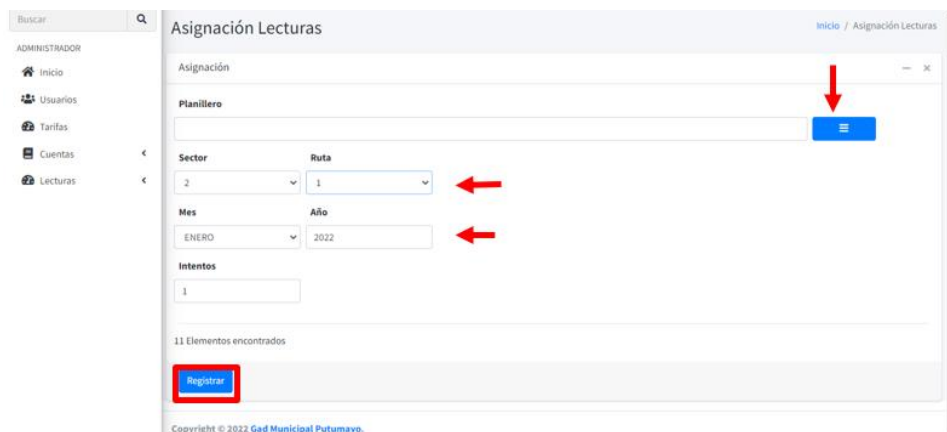 Buscar
ADMINISTRADOR
Inicio
Usuarios
Tarifas
Cuentas
Lecturas
Asignación Lecturas
Inicio / Asignación Lecturas
Asignación
Planillero
Sector Ruta
2 1
Mes Año
ENERO 2022
Intentos
1
11 Elementos encontrados
Registrar
Copyright © 2022 Gad Municipal Putumayo.